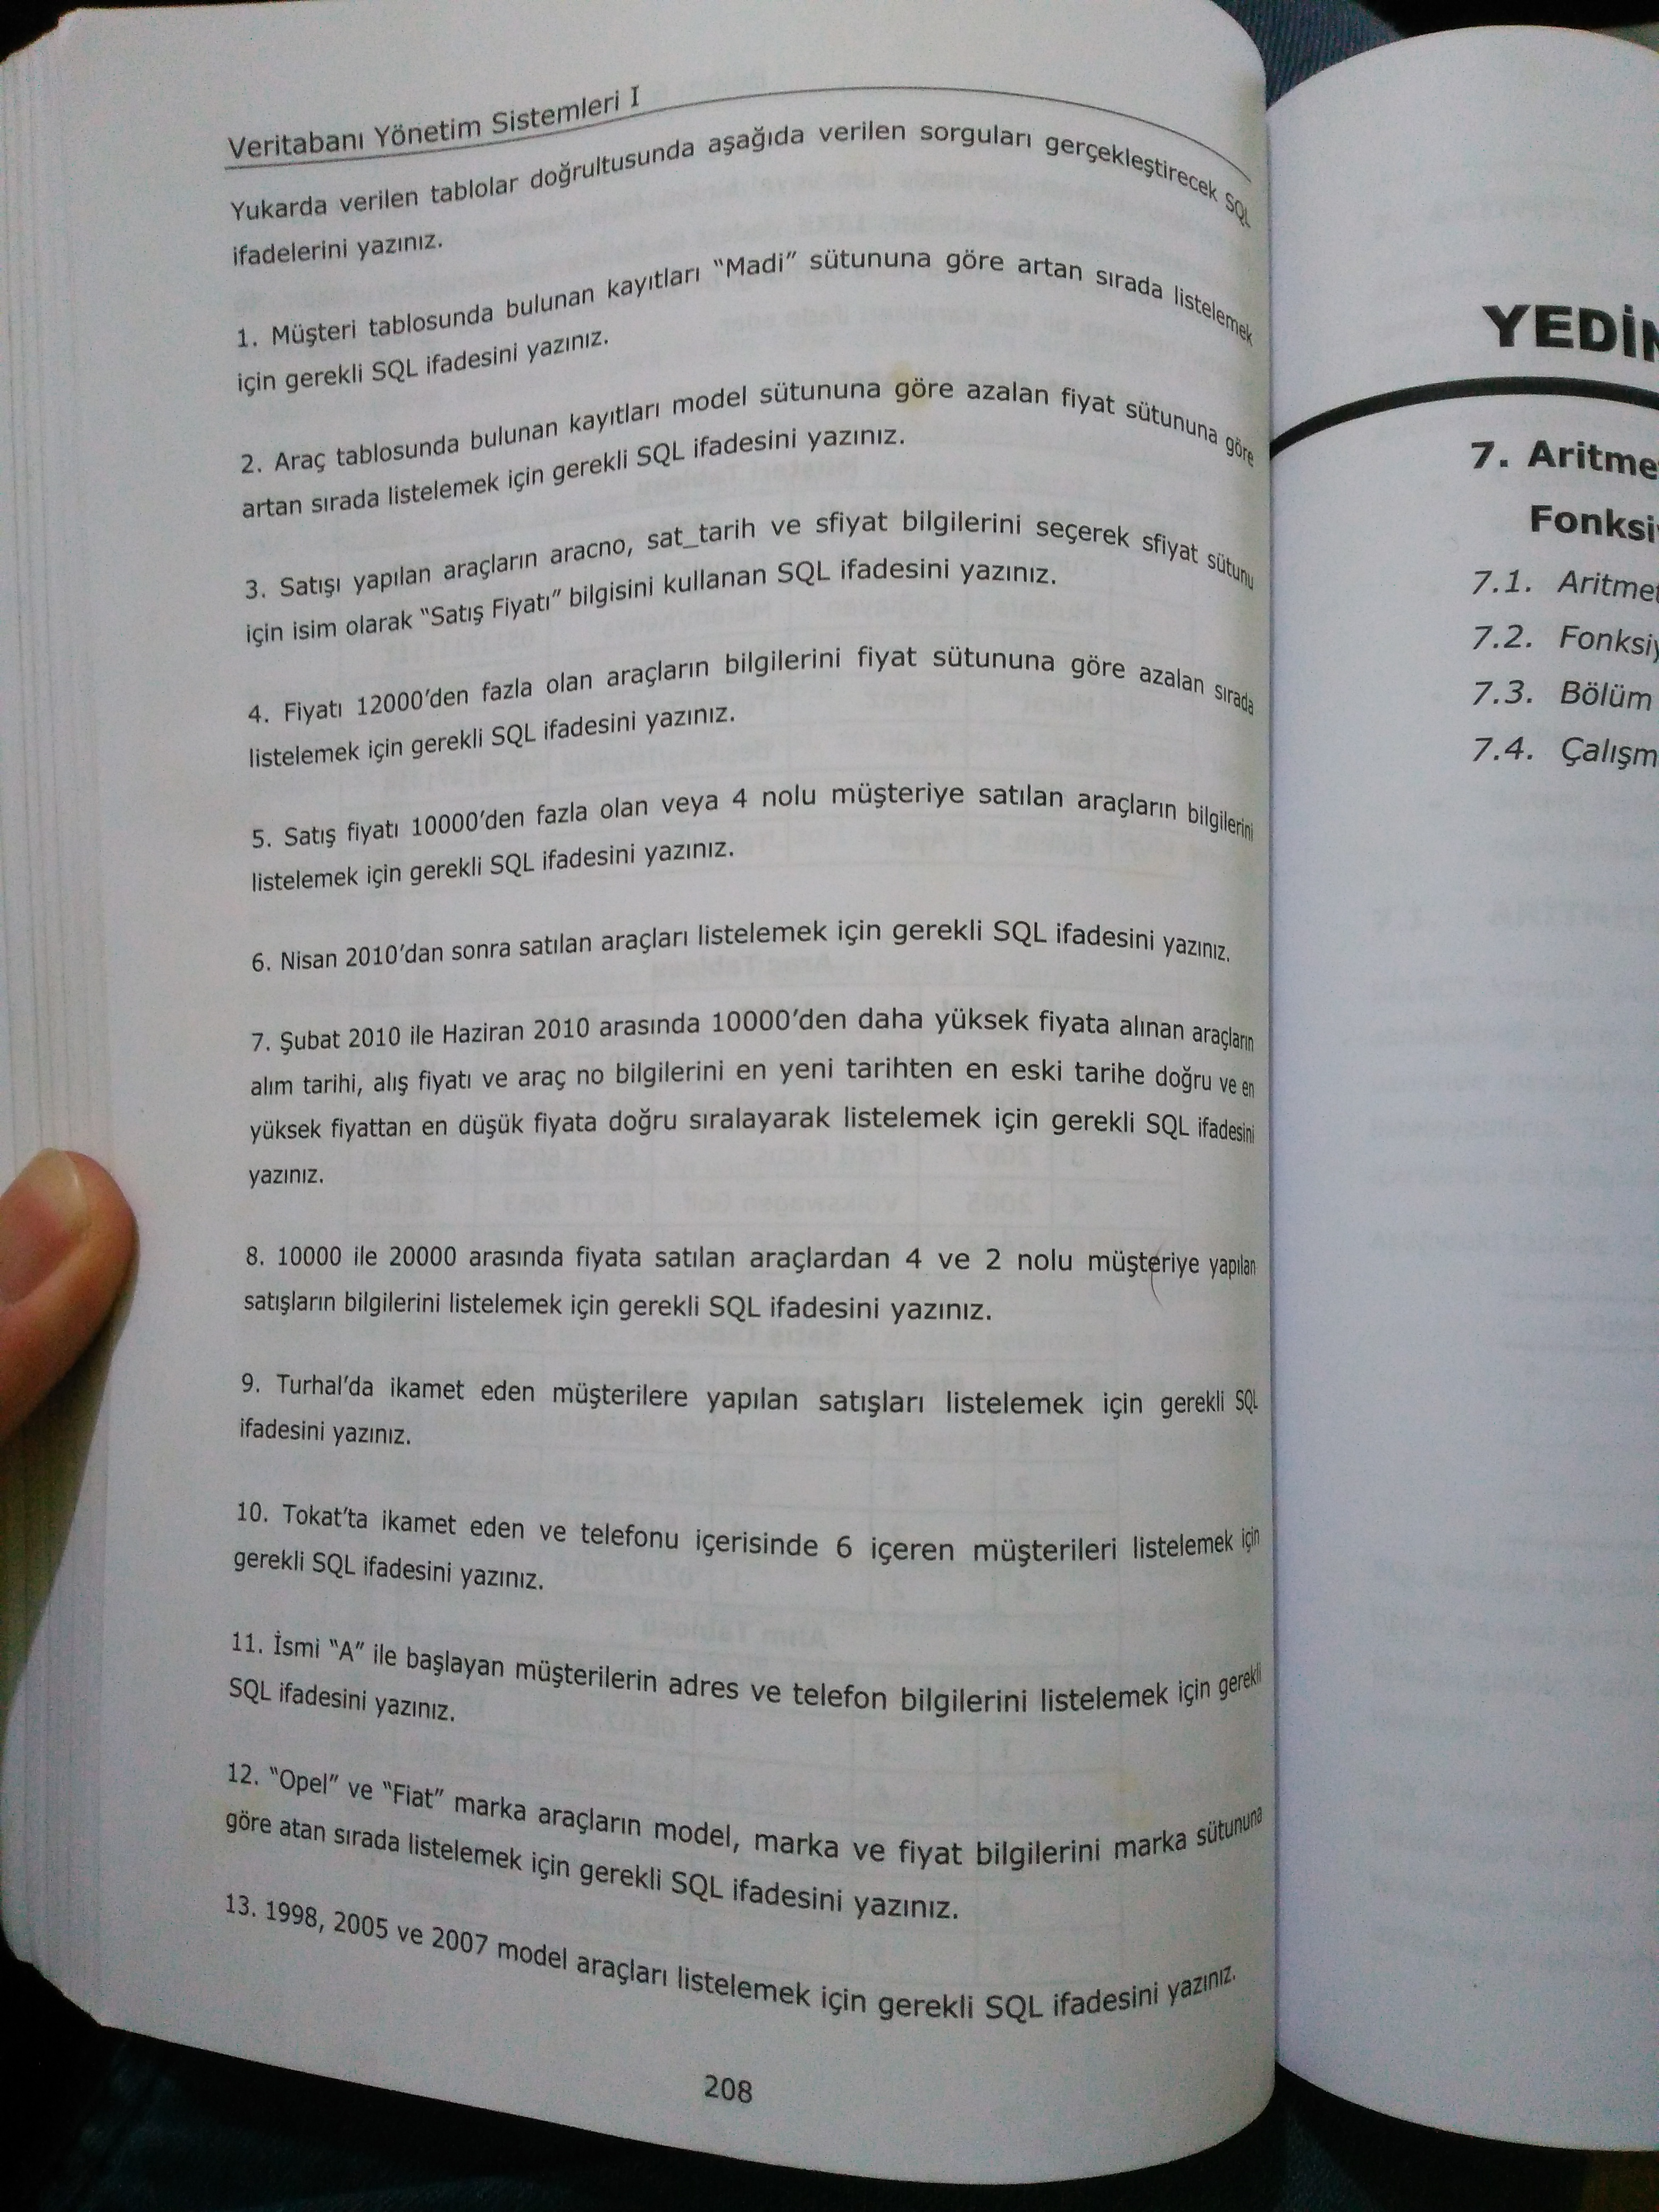 Veritabanı Yönetim Sistemleri I
Yukarda verilen tablolar doğrultusunda aşağıda verilen sorguları gerçekleştirecek SQL
ifadelerini yazınız.
1. Müşteri tablosunda bulunan kayıtları "Madi" sütununa göre artan sırada listelemek
için gerekli SQL ifadesini yazınız.
2. Araç tablosunda bulunan kayıtları model sütununa göre azalan fiyat sütununa göre
artan sırada listelemek için gerekli SQL ifadesini yazınız.
3. Satışı yapılan araçların aracno, sat_tarih ve sfiyat bilgilerini seçerek sfiyat sütunu
için isim olarak "Satış Fiyatı" bilgisini kullanan SQL ifadesini yazınız.
4. Fiyatı 12000'den fazla olan araçların bilgilerini fiyat sütununa göre azalan sırada
listelemek için gerekli SQL ifadesini yazınız.
5. Satış fiyatı 10000'den fazla olan veya 4 nolu müşteriye satılan araçların bilgilerini
listelemek için gerekli SQL ifadesini yazınız.
6. Nisan 2010'dan sonra satılan araçları listelemek için gerekli SQL ifadesini yazınız.
7. Şubat 2010 ile Haziran 2010 arasında 10000'den daha yüksek fiyata alınan araçların
alım tarihi, alış fiyatı ve araç no bilgilerini en yeni tarihten en eski tarihe doğru ve en
yüksek fiyattan en düşük fiyata doğru sıralayarak listelemek için gerekli SQL ifadesini
yazınız.
8. 10000 ile 20000 arasında fiyata satılan araçlardan 4 ve 2 nolu müşteriye yapılan
satışların bilgilerini listelemek için gerekli SQL ifadesini yazınız.
9. Turhal'da ikamet eden müşterilere yapılan satışları listelemek için gerekli SQL
ifadesini yazınız.
10. Tokat'ta ikamet eden ve telefonu içerisinde 6 içeren müşterileri listelemek için
gerekli SQL ifadesini yazınız.
11. İsmi "A" ile başlayan müşterilerin adres ve telefon bilgilerini listelemek için gerekli
SQL ifadesini yazınız.
12. "Opel" ve "Fiat" marka araçların model, marka ve fiyat bilgilerini marka sütununa
göre atan sırada listelemek için gerekli SQL ifadesini yazınız.
13. 1998, 2005 ve 2007 model araçları listelemek için gerekli SQL ifadesini yazınız.
208
7. 
7.1.
7.2.
7.3. Bölüm
7.4.